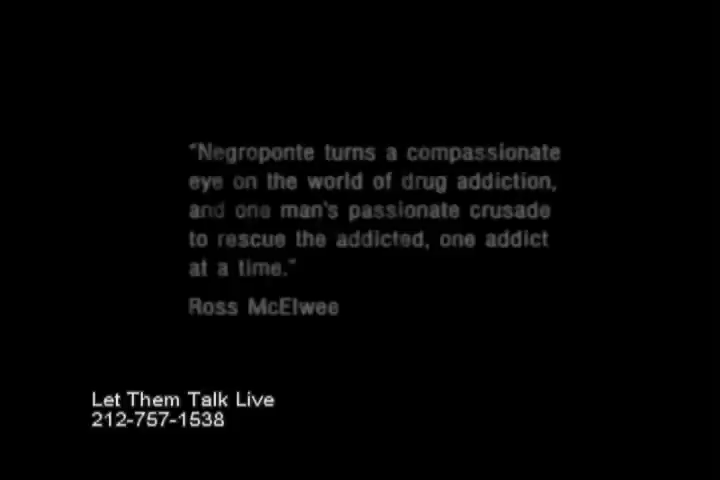 "Negroponte turns a compassionate
eye on the world of drug addiction,
and one man's passionate crusade
to rescue the addicted, one addict
at a time."
Ross McElwee
Let Them Talk Live
212-757-1538